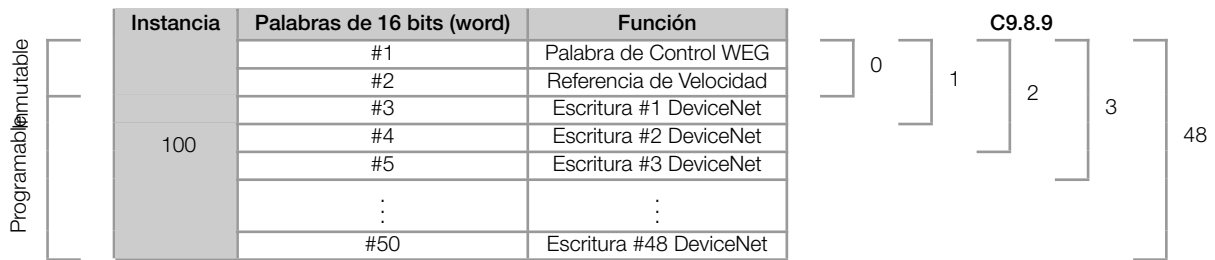 Instancia Palabras de 16 bits (word) Función C9.8.9
Inmutable
#1 Palabra de Control WEG
#2 Referencia de Velocidad
Programable
100
#3 Escritura #1 DeviceNet
#4 Escritura #2 DeviceNet
#5 Escritura #3 DeviceNet
⋮ ⋮
#50 Escritura #48 DeviceNet
0
1
2
3
48